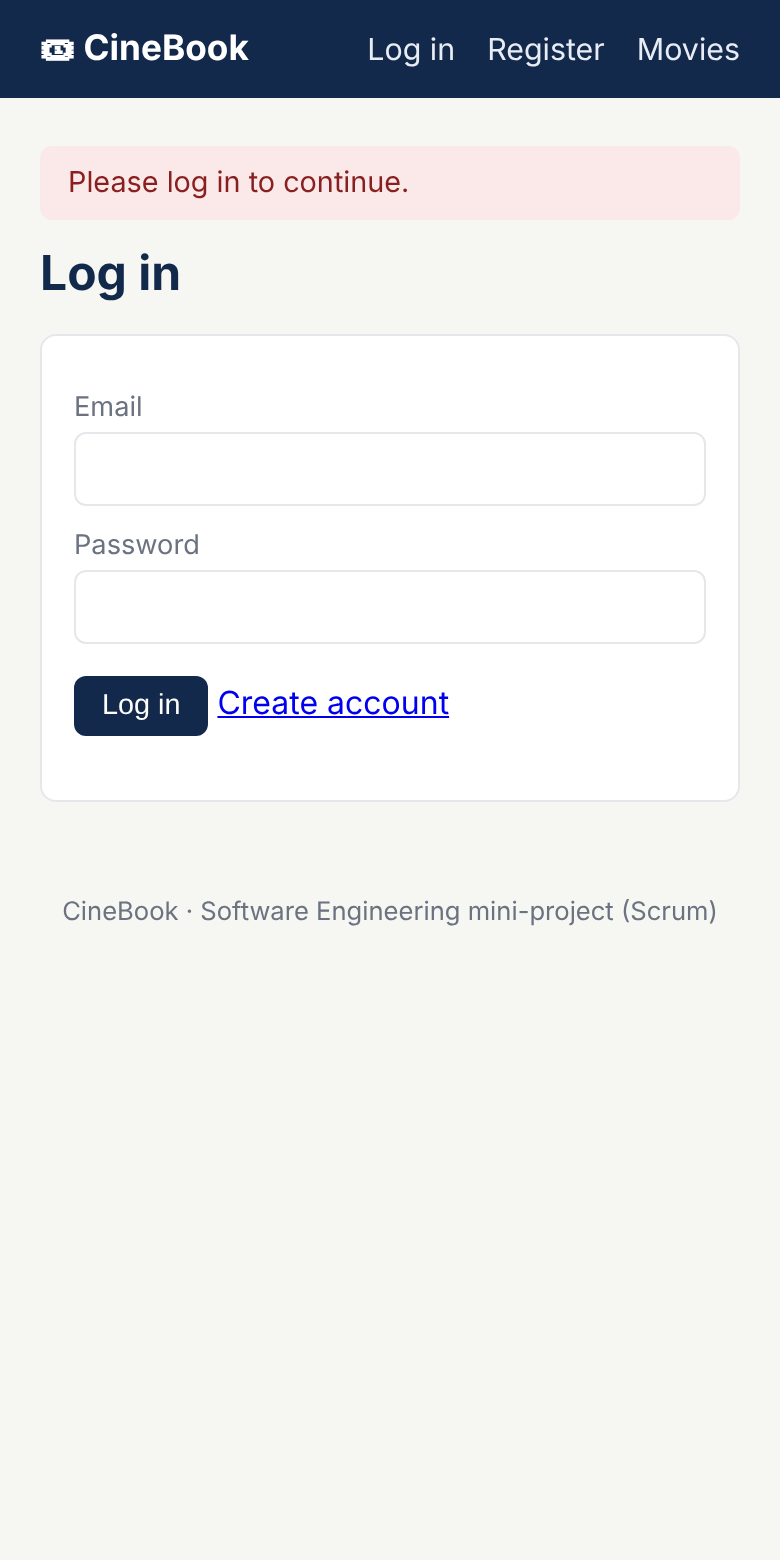 🎟 CineBook Log in Register Movies
Please log in to continue.
Log in
Email
Password
Log in Create account
CineBook · Software Engineering mini-project (Scrum)